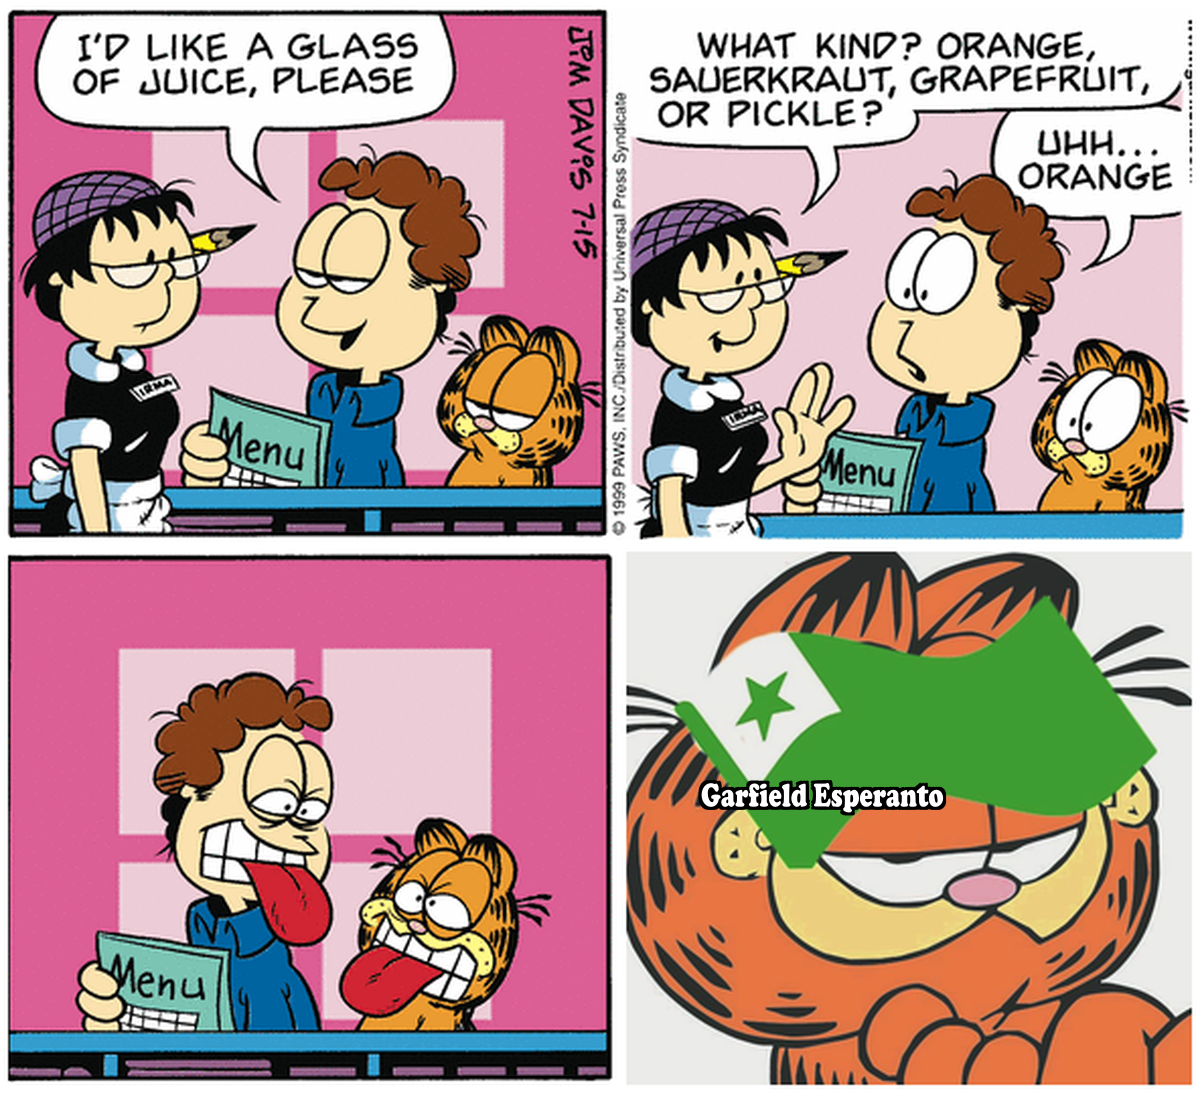 I'D LIKE A GLASS
OF JUICE, PLEASE
JPM DAVIS 7-15
IRMA
Menu
© 1999 PAWS, INC./Distributed by Universal Press Syndicate
WHAT KIND? ORANGE,
SAUERKRAUT, GRAPEFRUIT,
OR PICKLE?
UHH...
ORANGE
IRMA
Menu
Menu
Garfield Esperanto